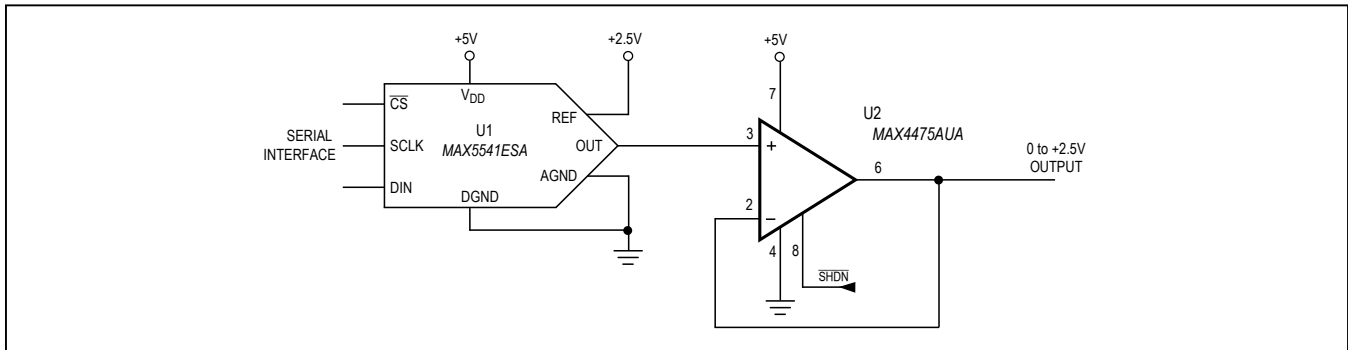 +5V
+2.5V
+5V
CS
SCLK
DIN
SERIAL
INTERFACE
VDD
U1
MAX5541ESA
REF
OUT
AGND
DGND
7
3
+
2
−
4
8
SHDN
6
U2
MAX4475AUA
0 to +2.5V
OUTPUT